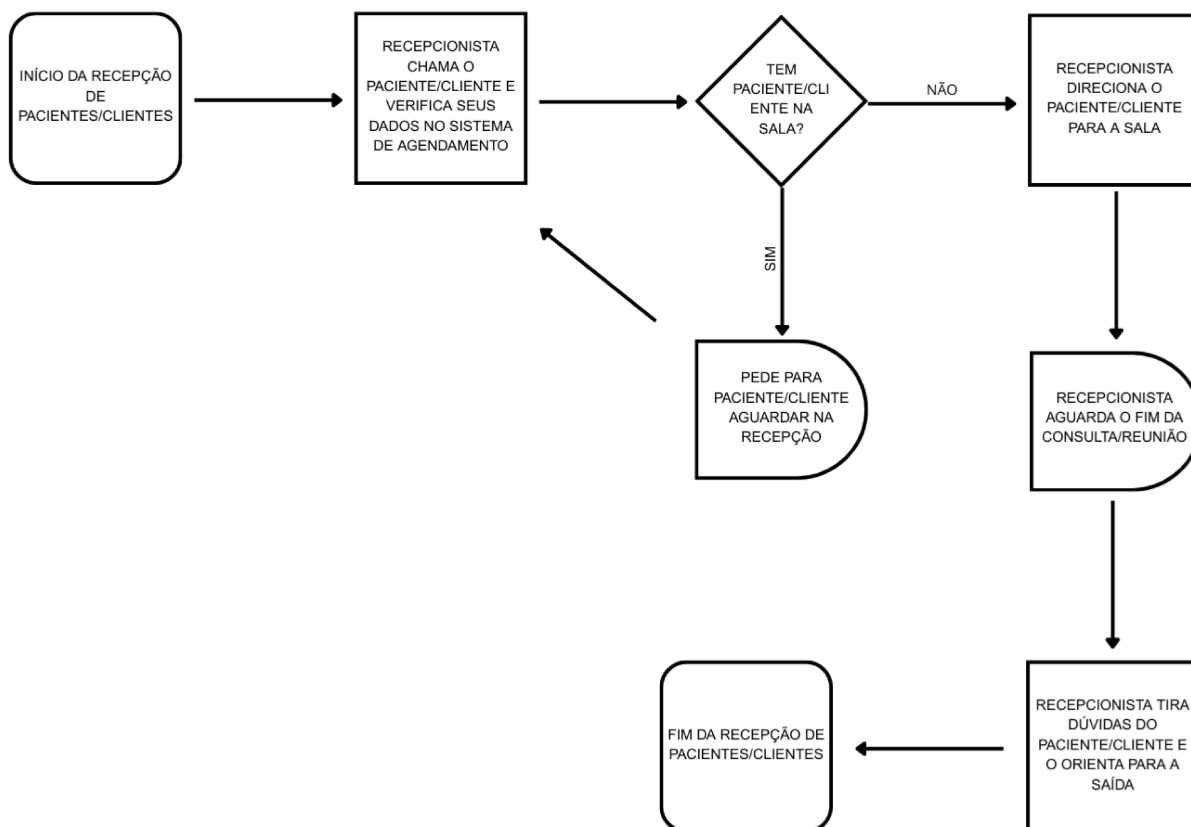 INÍCIO DA RECEPÇÃO
DE
PACIENTES/CLIENTES
RECEPCIONISTA
CHAMA O
PACIENTE/CLIENTE E
VERIFICA SEUS
DADOS NO SISTEMA
DE AGENDAMENTO
TEM
PACIENTE/CLI
ENTE NA
SALA?
NÃO
RECEPCIONISTA
DIRECIONA O
PACIENTE/CLIENTE
PARA A SALA
SIM
PEDE PARA
PACIENTE/CLIENTE
AGUARDAR NA
RECEPÇÃO
RECEPCIONISTA
AGUARDA O FIM DA
CONSULTA/REUNIÃO
RECEPCIONISTA TIRA
DÚVIDAS DO
PACIENTE/CLIENTE E
O ORIENTA PARA A
SAÍDA
FIM DA RECEPÇÃO DE
PACIENTES/CLIENTES